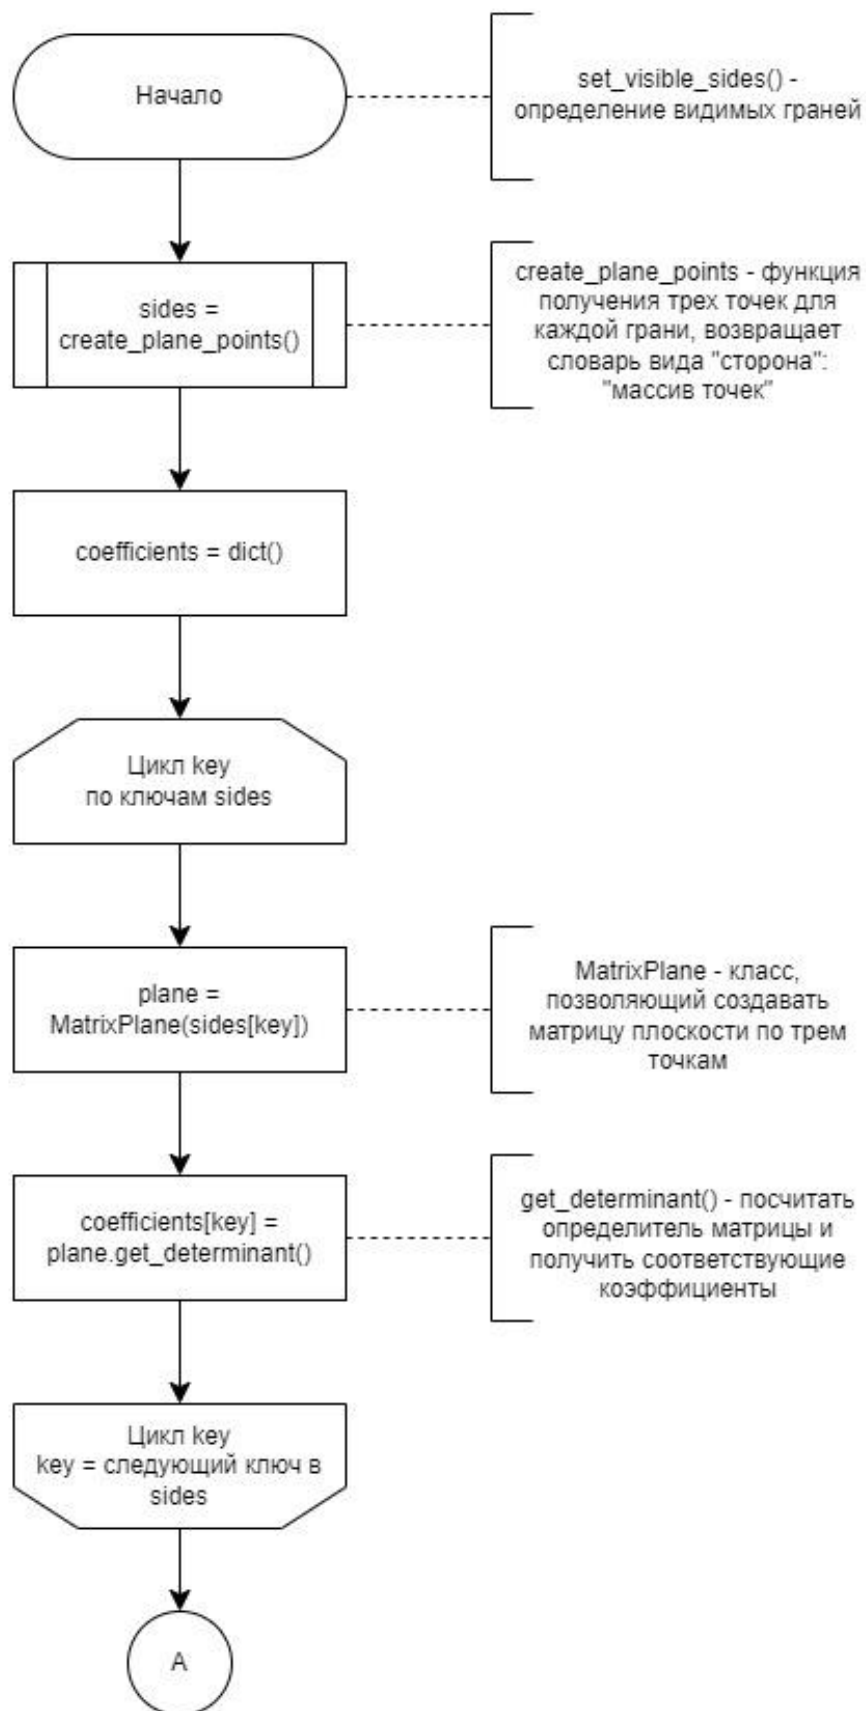 Начало
set_visible_sides() -
определение видимых граней
sides =
create_plane_points()
create_plane_points - функция
получения трех точек для
каждой грани, возвращает
словарь вида "сторона":
"массив точек"
coefficients = dict()
Цикл key
по ключам sides
plane =
MatrixPlane(sides[key])
MatrixPlane - класс,
позволяющий создавать
матрицу плоскости по трем
точкам
coefficients[key] =
plane.get_determinant()
get_determinant() - посчитать
определитель матрицы и
получить соответствующие
коэффициенты
Цикл key
key = следующий ключ в
sides
A